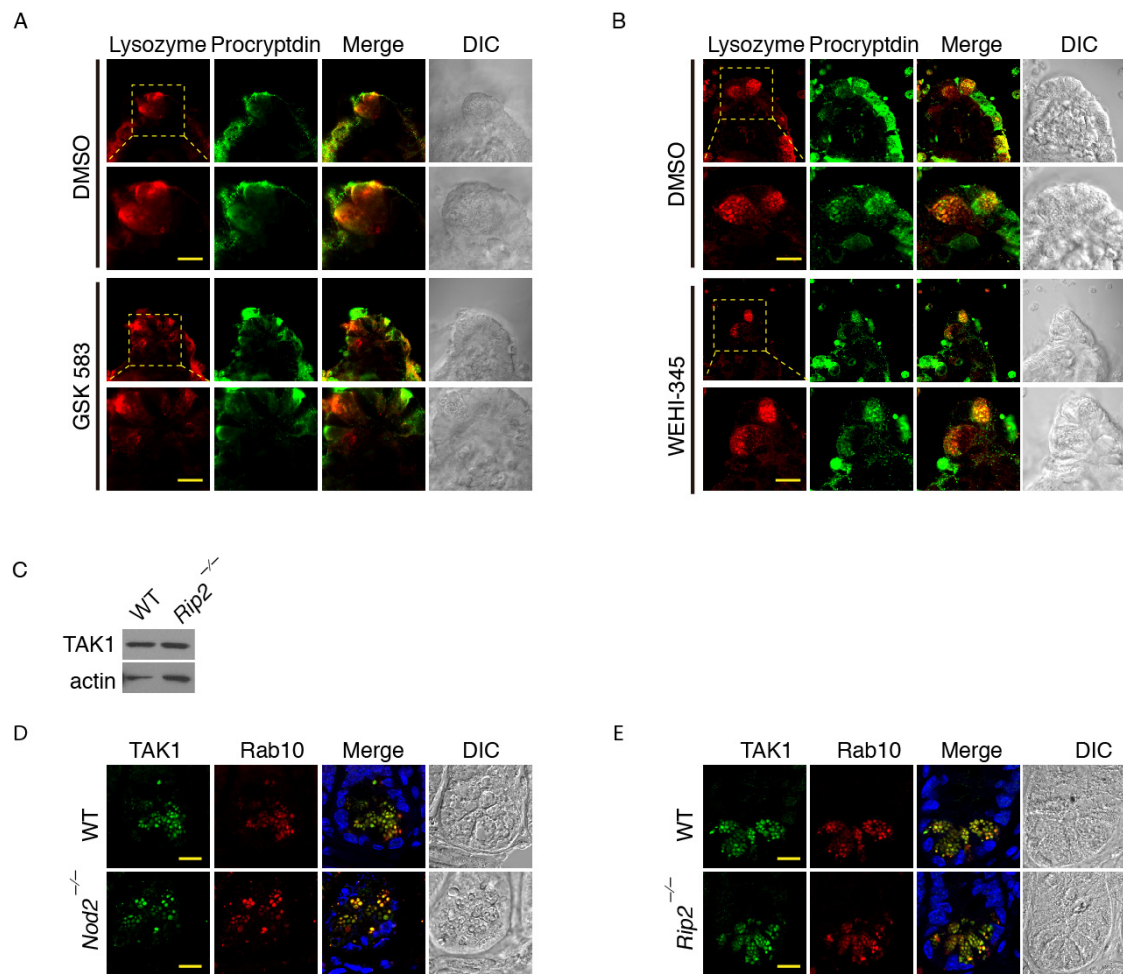 A
Lysozyme Procryptdin Merge DIC
DMSO
GSK 583
B
Lysozyme Procryptdin Merge DIC
DMSO
WEHI-345
C
WT Rip2 −/−
TAK1
actin
D
TAK1 Rab10 Merge DIC
WT
Nod2 −/−
E
TAK1 Rab10 Merge DIC
WT
Rip2 −/−